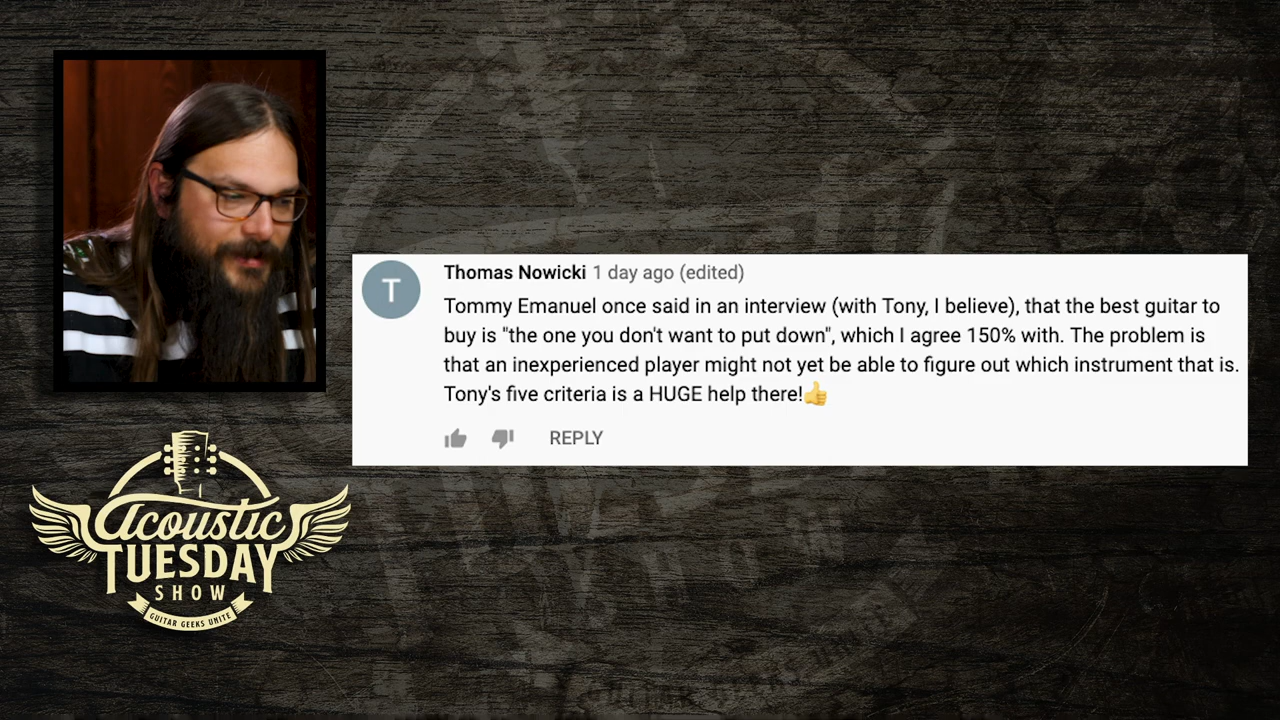 Thomas Nowicki 1 day ago (edited)
Tommy Emanuel once said in an interview (with Tony, I believe), that the best guitar to
buy is "the one you don't want to put down", which I agree 150% with. The problem is
that an inexperienced player might not yet be able to figure out which instrument that is.
Tony's five criteria is a HUGE help there!👍
REPLY
T
Acoustic
TUESDAY
SHOW
GUITAR GEEKS UNITE